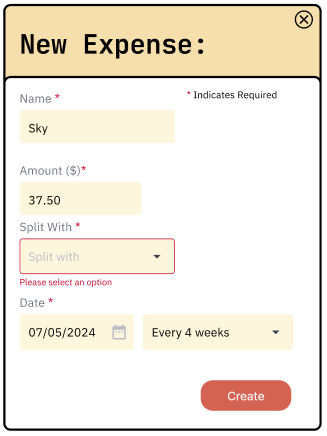 New Expense:
* Indicates Required
Name *
Sky
Amount ($)*
37.50
Split With *
Split with
Please select an option
Date *
07/05/2024 Every 4 weeks
Create